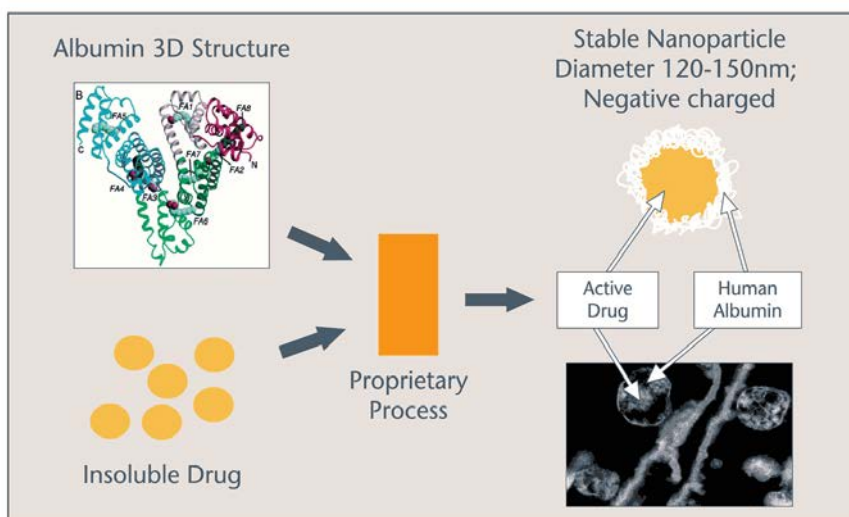 Albumin 3D Structure
B
FA5
C
FA4
FA3
FA1
FA8
N
FA7
FA2
FA6
Insoluble Drug
Proprietary
Process
Stable Nanoparticle
Diameter 120-150nm;
Negative charged
Active
Drug
Human
Albumin